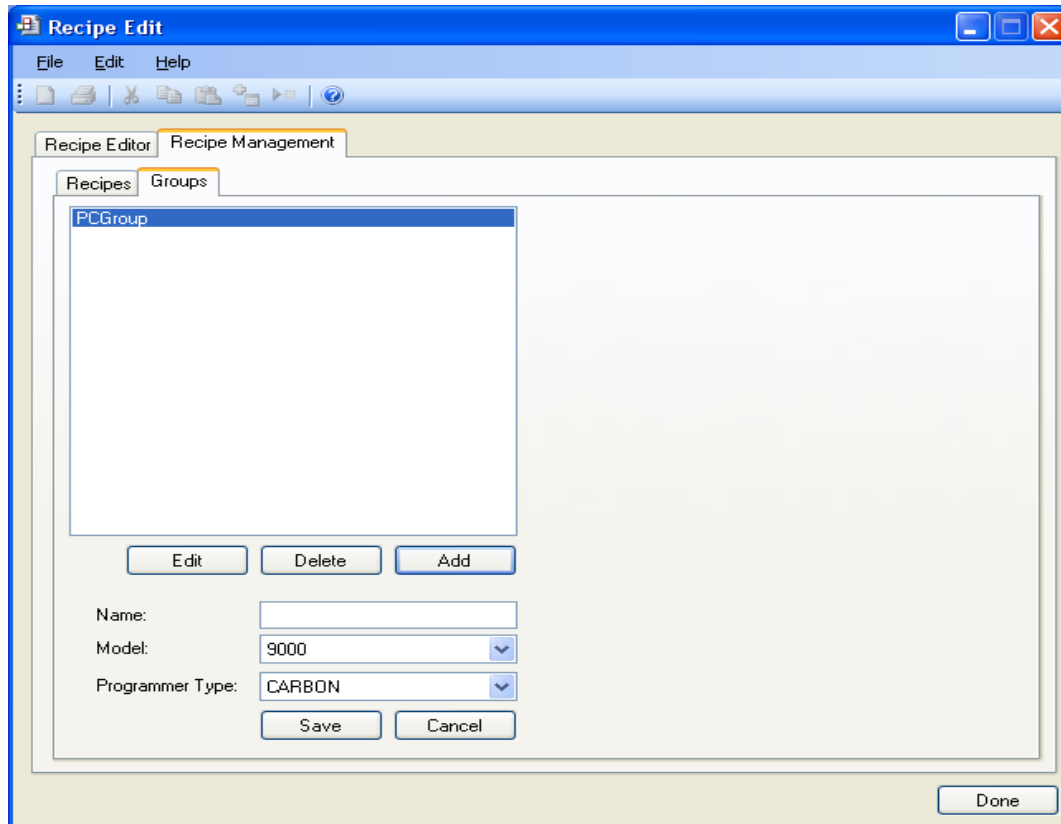 Recipe Edit
File Edit Help
Recipe Editor Recipe Management
Recipes Groups
PCGroup
Edit Delete Add
Name:
Model: 9000
Programmer Type: CARBON
Save Cancel
Done